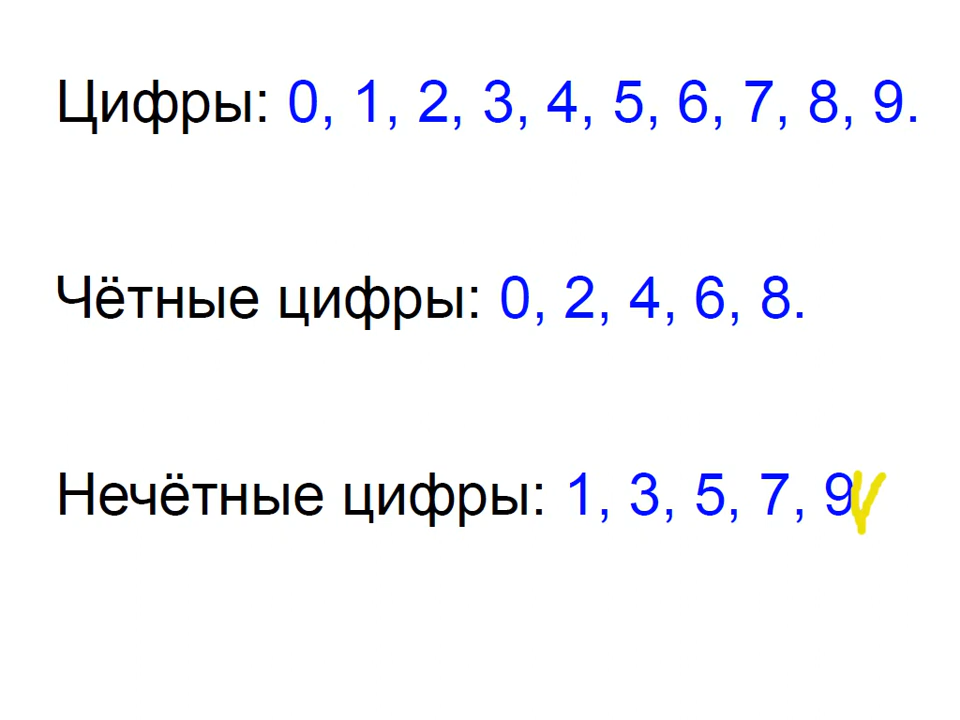 Цифры: 0, 1, 2, 3, 4, 5, 6, 7, 8, 9.
Чётные цифры: 0, 2, 4, 6, 8.
Нечётные цифры: 1, 3, 5, 7, 9